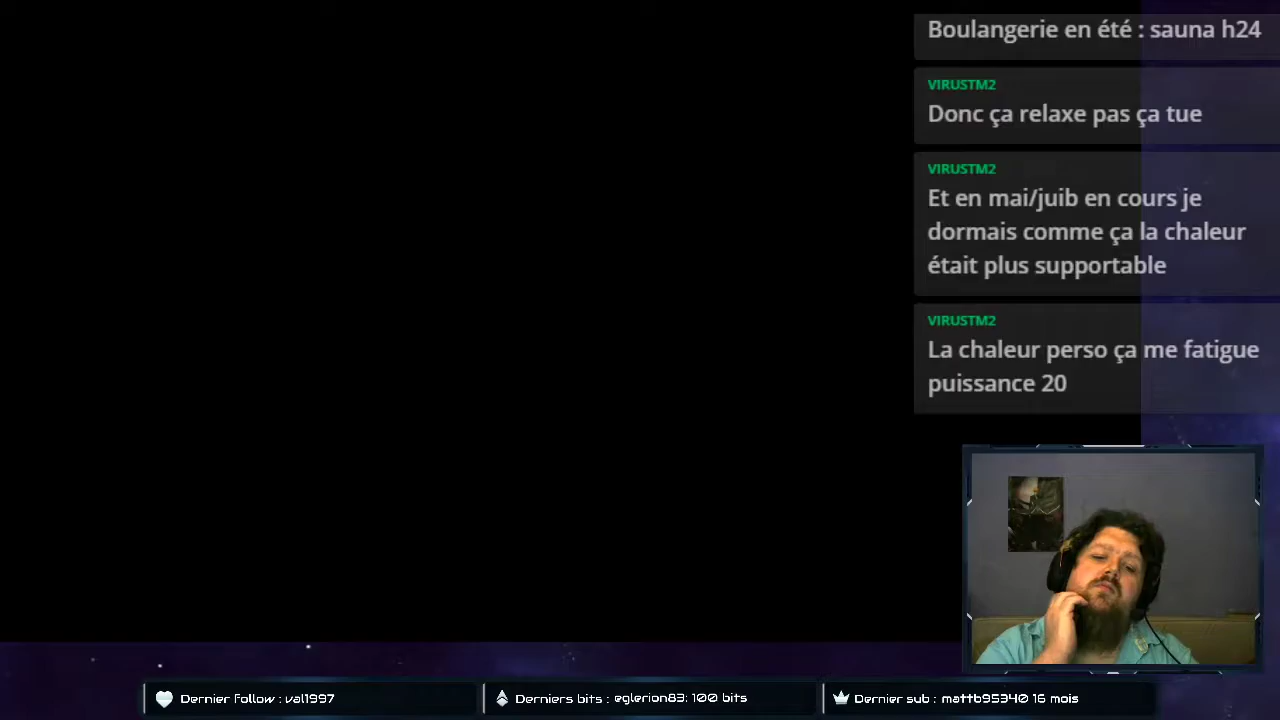 Boulangerie en été : sauna h24
VIRUSTM2
Donc ça relaxe pas ça tue
VIRUSTM2
Et en mai/juib en cours je
dormais comme ça la chaleur
était plus supportable
VIRUSTM2
La chaleur perso ça me fatigue
puissance 20
Dernier Follow : val1997
Derniers bits : eglerion83: 100 bits
Dernier sub : mattb95340 16 mois